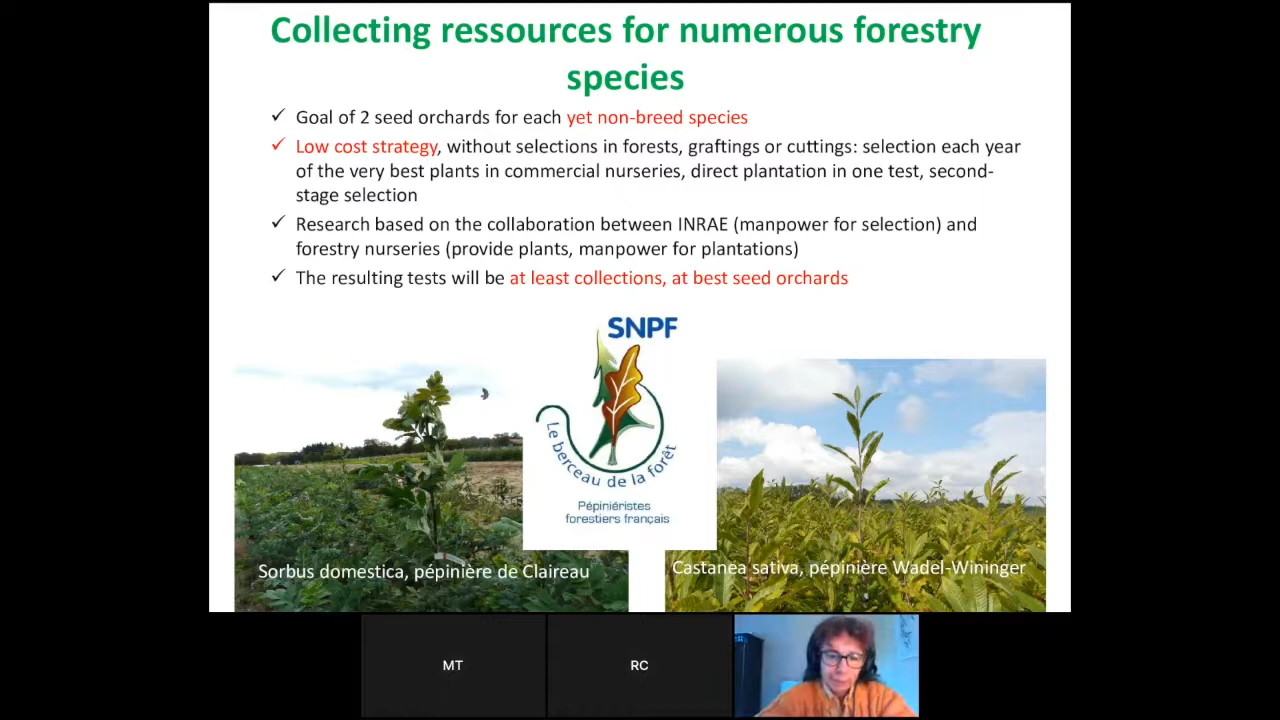 Collecting ressources for numerous forestry
species
✓ Goal of 2 seed orchards for each yet non-breed species
✓ Low cost strategy, without selections in forests, graftings or cuttings: selection each year
of the very best plants in commercial nurseries, direct plantation in one test, second-
stage selection
✓ Research based on the collaboration between INRAE (manpower for selection) and
forestry nurseries (provide plants, manpower for plantations)
✓ The resulting tests will be at least collections, at best seed orchards
SNPF
Le berceau de la forêt
Pépiniéristes
forestiers français
Sorbus domestica, pépinière de Claireau
Castanea sativa, pépinière Wadel-Wininger
MT
RC